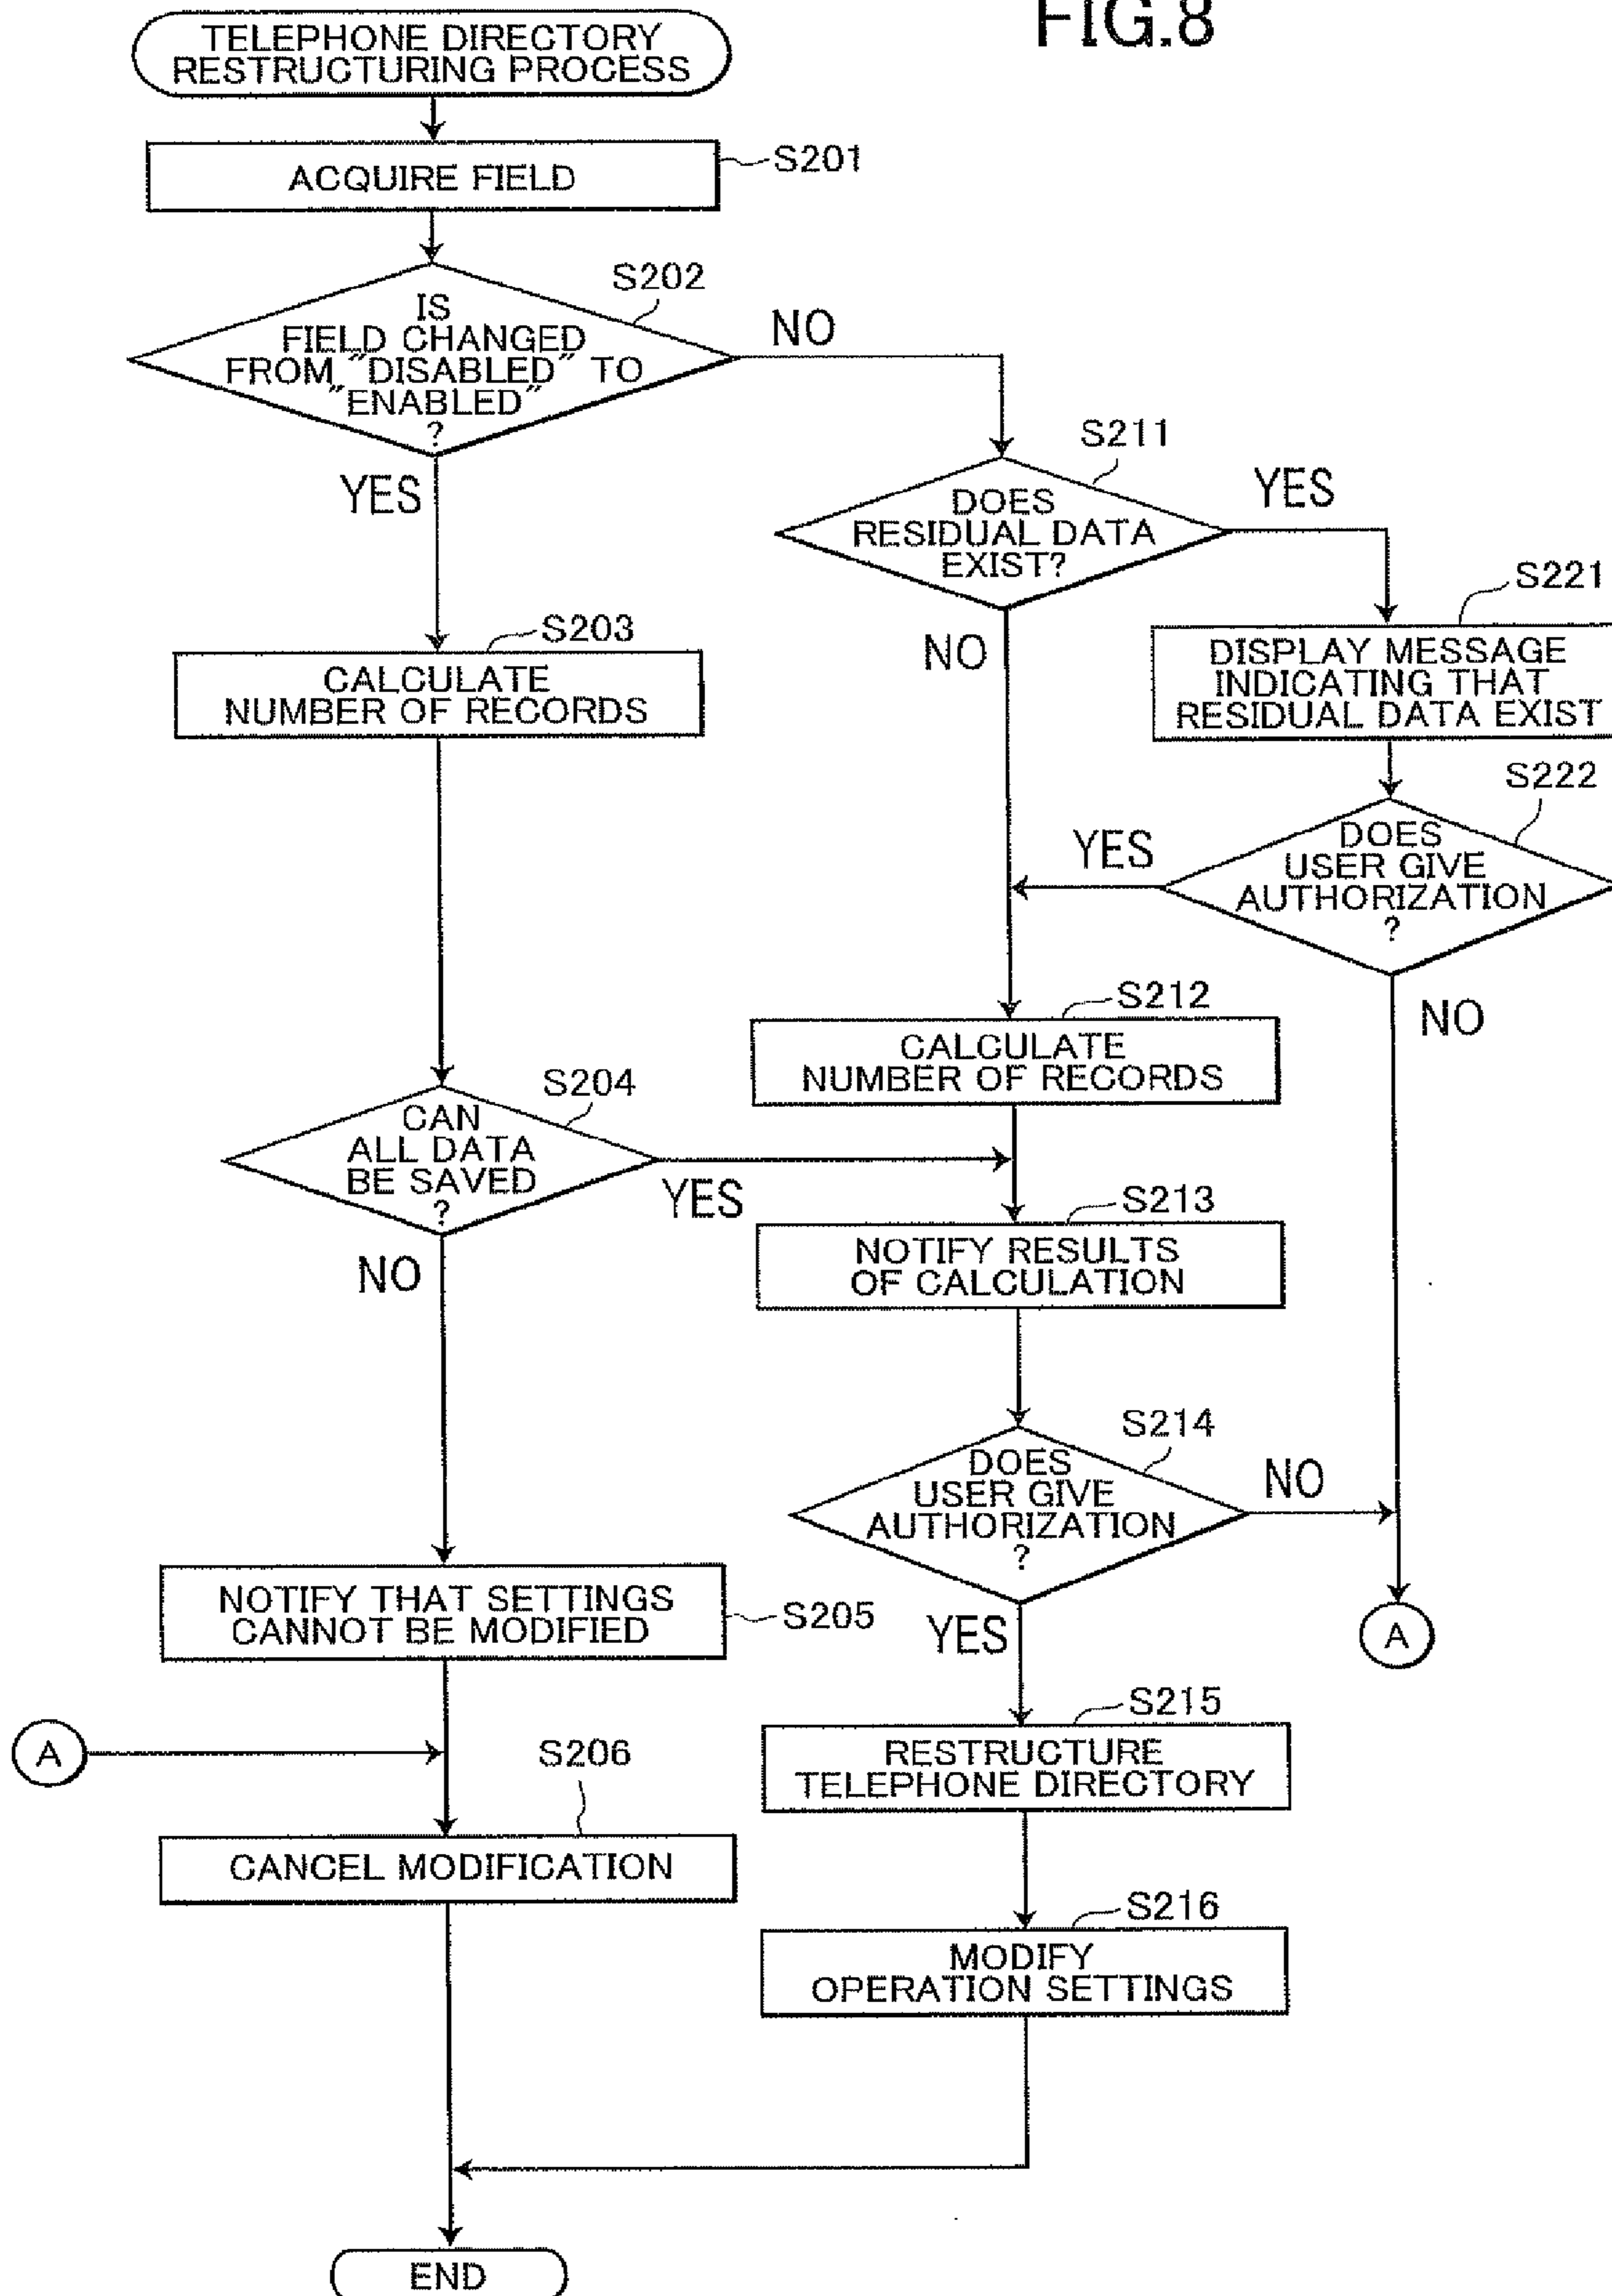 FIG.8
TELEPHONE DIRECTORY
RESTRUCTURING PROCESS
ACQUIRE FIELD
S201
S202
IS
FIELD CHANGED
FROM "DISABLED" TO
"ENABLED"
?
NO
YES
S211
DOES
RESIDUAL DATA
EXIST?
YES
NO
S221
DISPLAY MESSAGE
INDICATING THAT
RESIDUAL DATA EXIST
S203
CALCULATE
NUMBER OF RECORDS
S222
DOES
USER GIVE
AUTHORIZATION
?
YES
NO
S212
CALCULATE
NUMBER OF RECORDS
S204
CAN
ALL DATA
BE SAVED
?
YES
NO
S213
NOTIFY RESULTS
OF CALCULATION
S214
DOES
USER GIVE
AUTHORIZATION
?
NO
YES
A
NOTIFY THAT SETTINGS
CANNOT BE MODIFIED
S205
A
S206
CANCEL MODIFICATION
S215
RESTRUCTURE
TELEPHONE DIRECTORY
S216
MODIFY
OPERATION SETTINGS
END